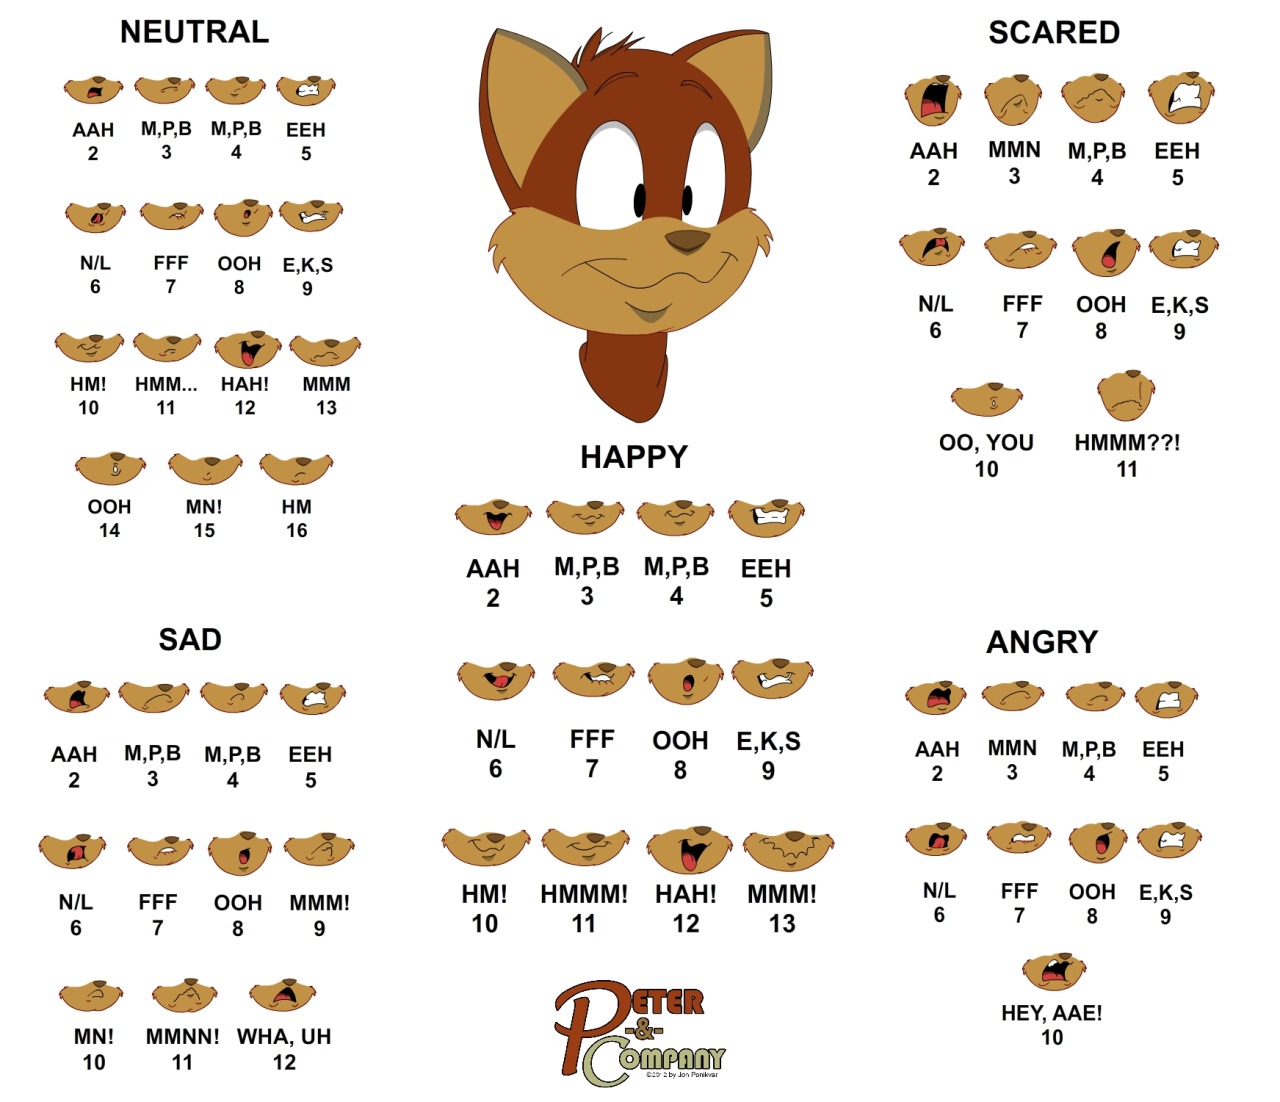 NEUTRAL
AAH M,P,B M,P,B EEH
2 3 4 5
N/L FFF OOH E,K,S
6 7 8 9
HM! HMM... HAH! MMM
10 11 12 13
OOH MN! HM
14 15 16
SCARED
AAH MMN M,P,B EEH
2 3 4 5
N/L FFF OOH E,K,S
6 7 8 9
OO, YOU HMMM??!
10 11
HAPPY
AAH M,P,B M,P,B EEH
2 3 4 5
N/L FFF OOH E,K,S
6 7 8 9
HM! HMMM! HAH! MMM!
10 11 12 13
SAD
AAH M,P,B M,P,B EEH
2 3 4 5
N/L FFF OOH MMM!
6 7 8 9
MN! MMNN! WHA, UH
10 11 12
ANGRY
AAH MMN M,P,B EEH
2 3 4 5
N/L FFF OOH E,K,S
6 7 8 9
HEY, AAE!
10
PETER
-&-
COMPANY
©2012 by Jon Ponikvar